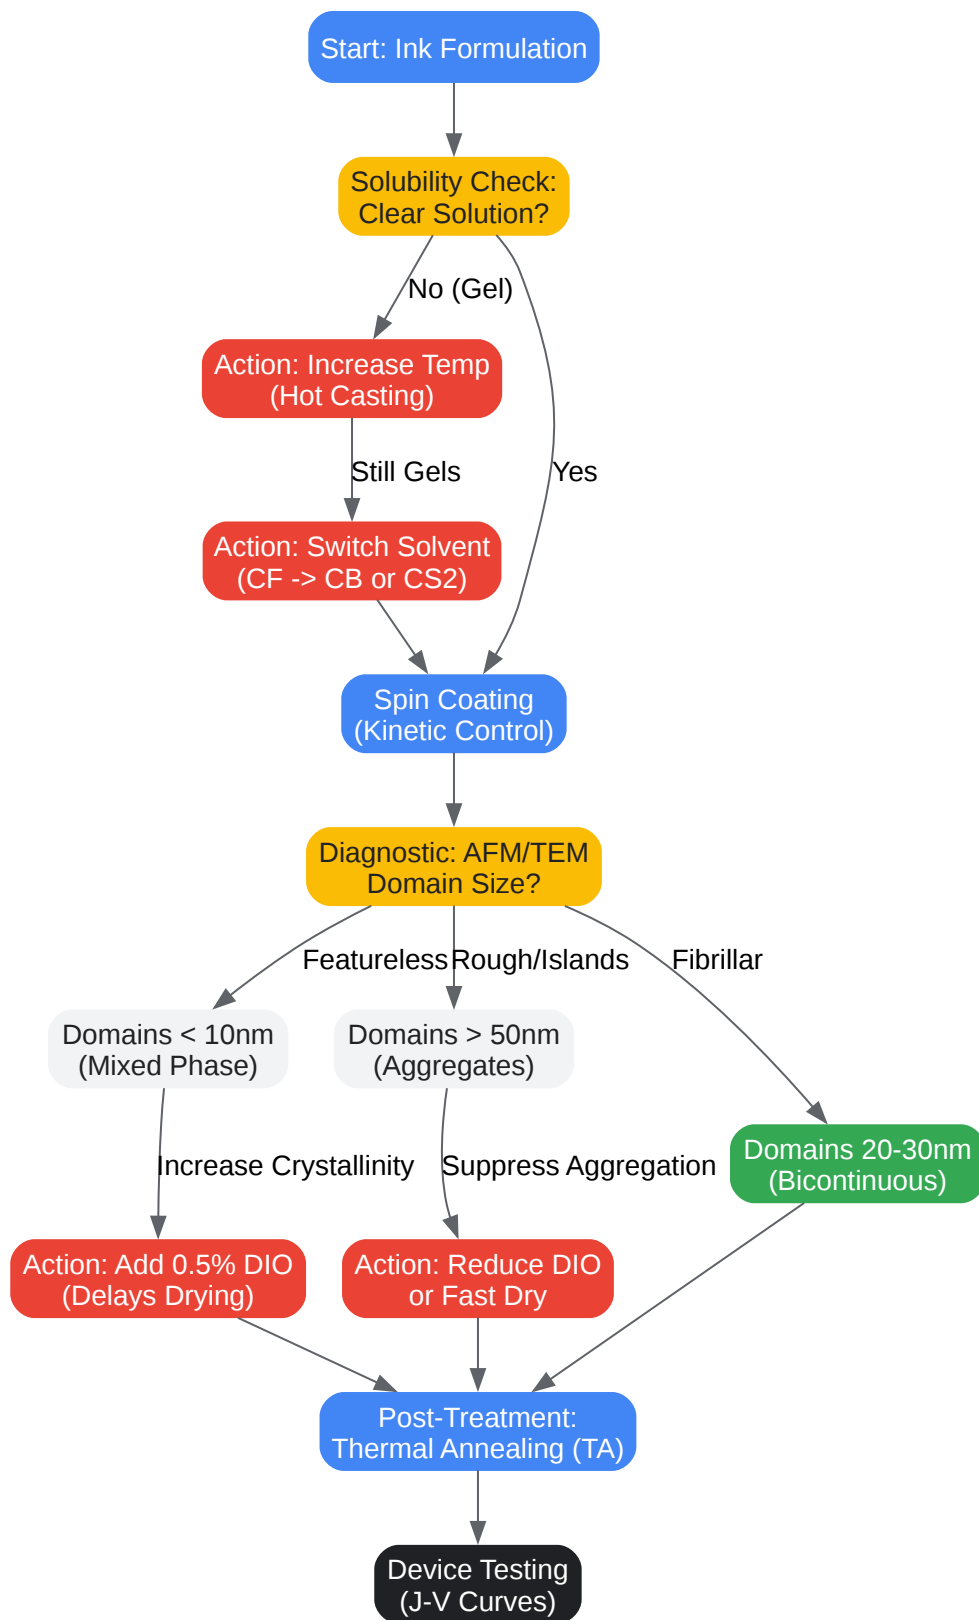 Start: Ink Formulation
Solubility Check:
Clear Solution?
No (Gel)
Action: Increase Temp
(Hot Casting)
Still Gels
Yes
Action: Switch Solvent
(CF -> CB or CS2)
Spin Coating
(Kinetic Control)
Diagnostic: AFM/TEM
Domain Size?
Featureless
Rough/Islands
Fibrillar
Domains < 10nm
(Mixed Phase)
Domains > 50nm
(Aggregates)
Domains 20-30nm
(Bicontinuous)
Increase Crystallinity
Suppress Aggregation
Action: Add 0.5% DIO
(Delays Drying)
Action: Reduce DIO
or Fast Dry
Post-Treatment:
Thermal Annealing (TA)
Device Testing
(J-V Curves)